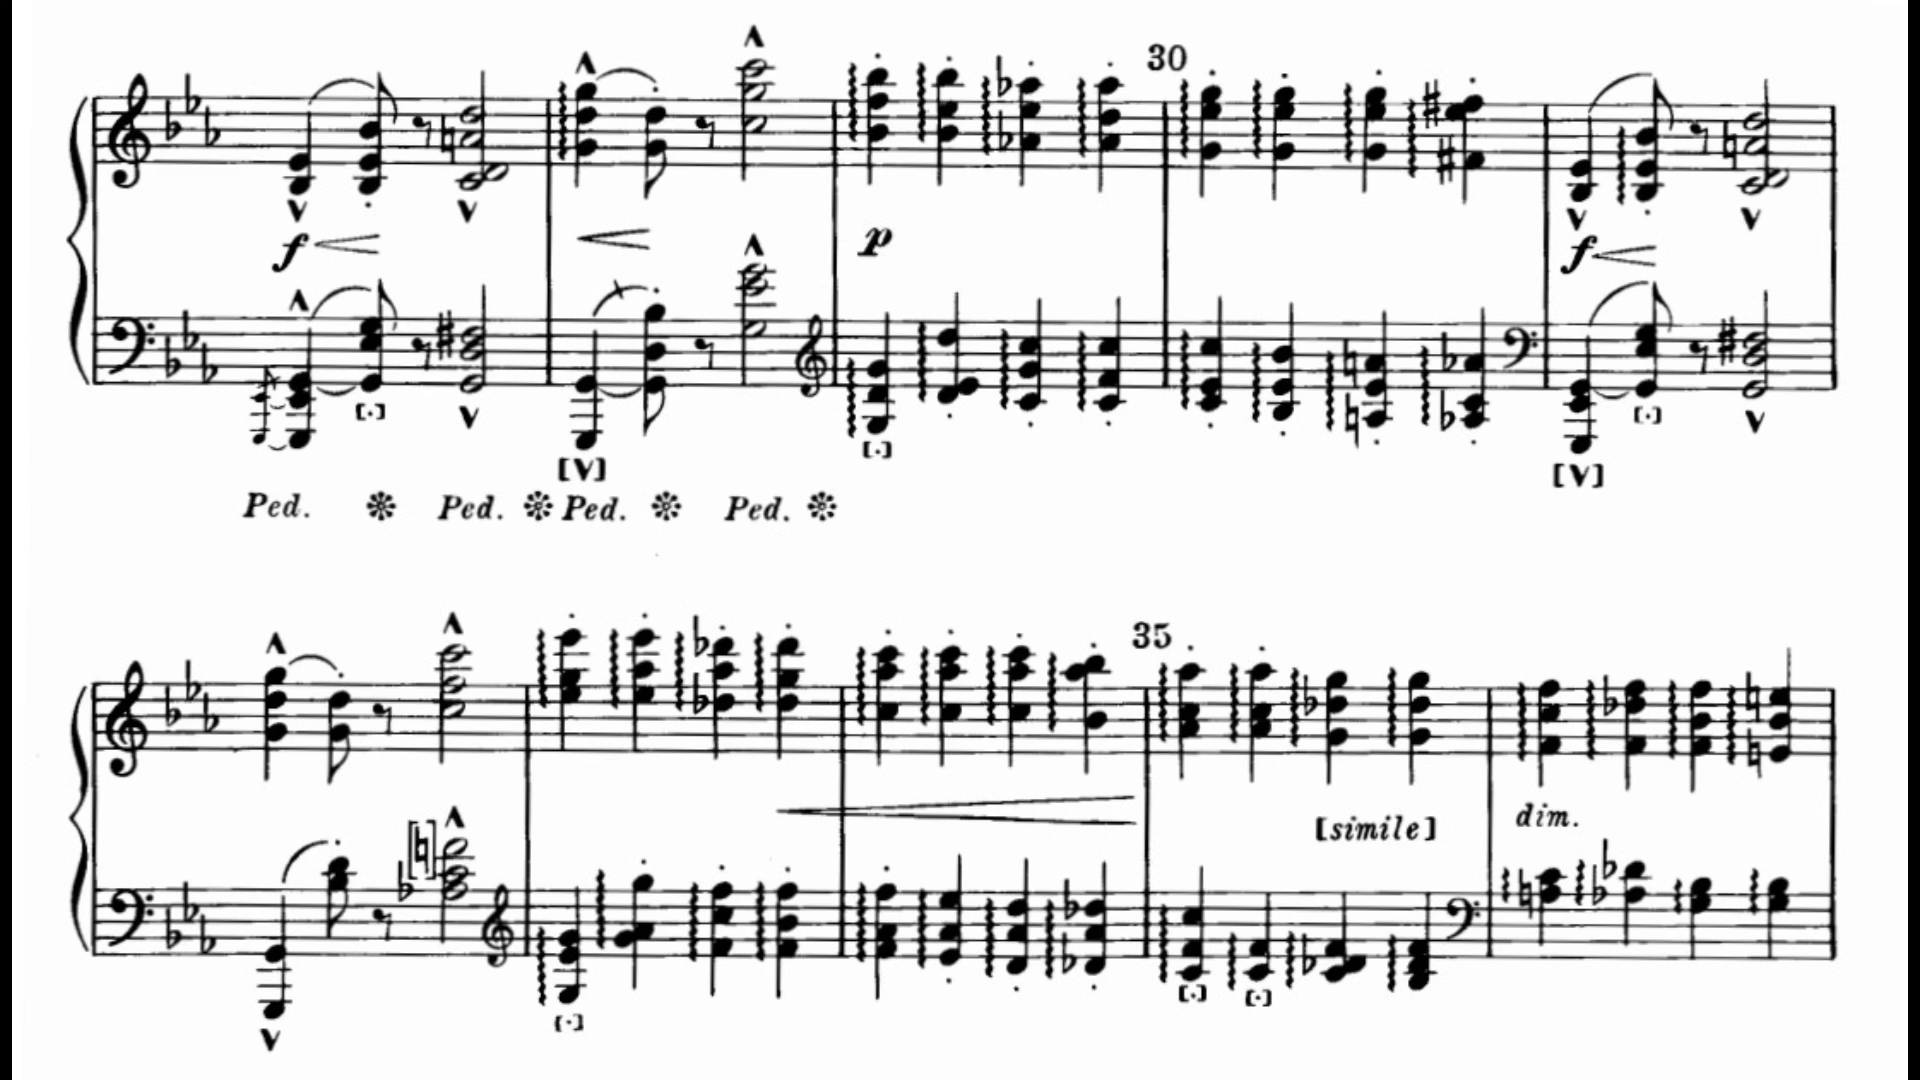 30
f p f
[·] [·] [·]
[V] [V]
Ped. Ped. Ped. Ped.
35
[simile] dim.
[·] [·]
[·]